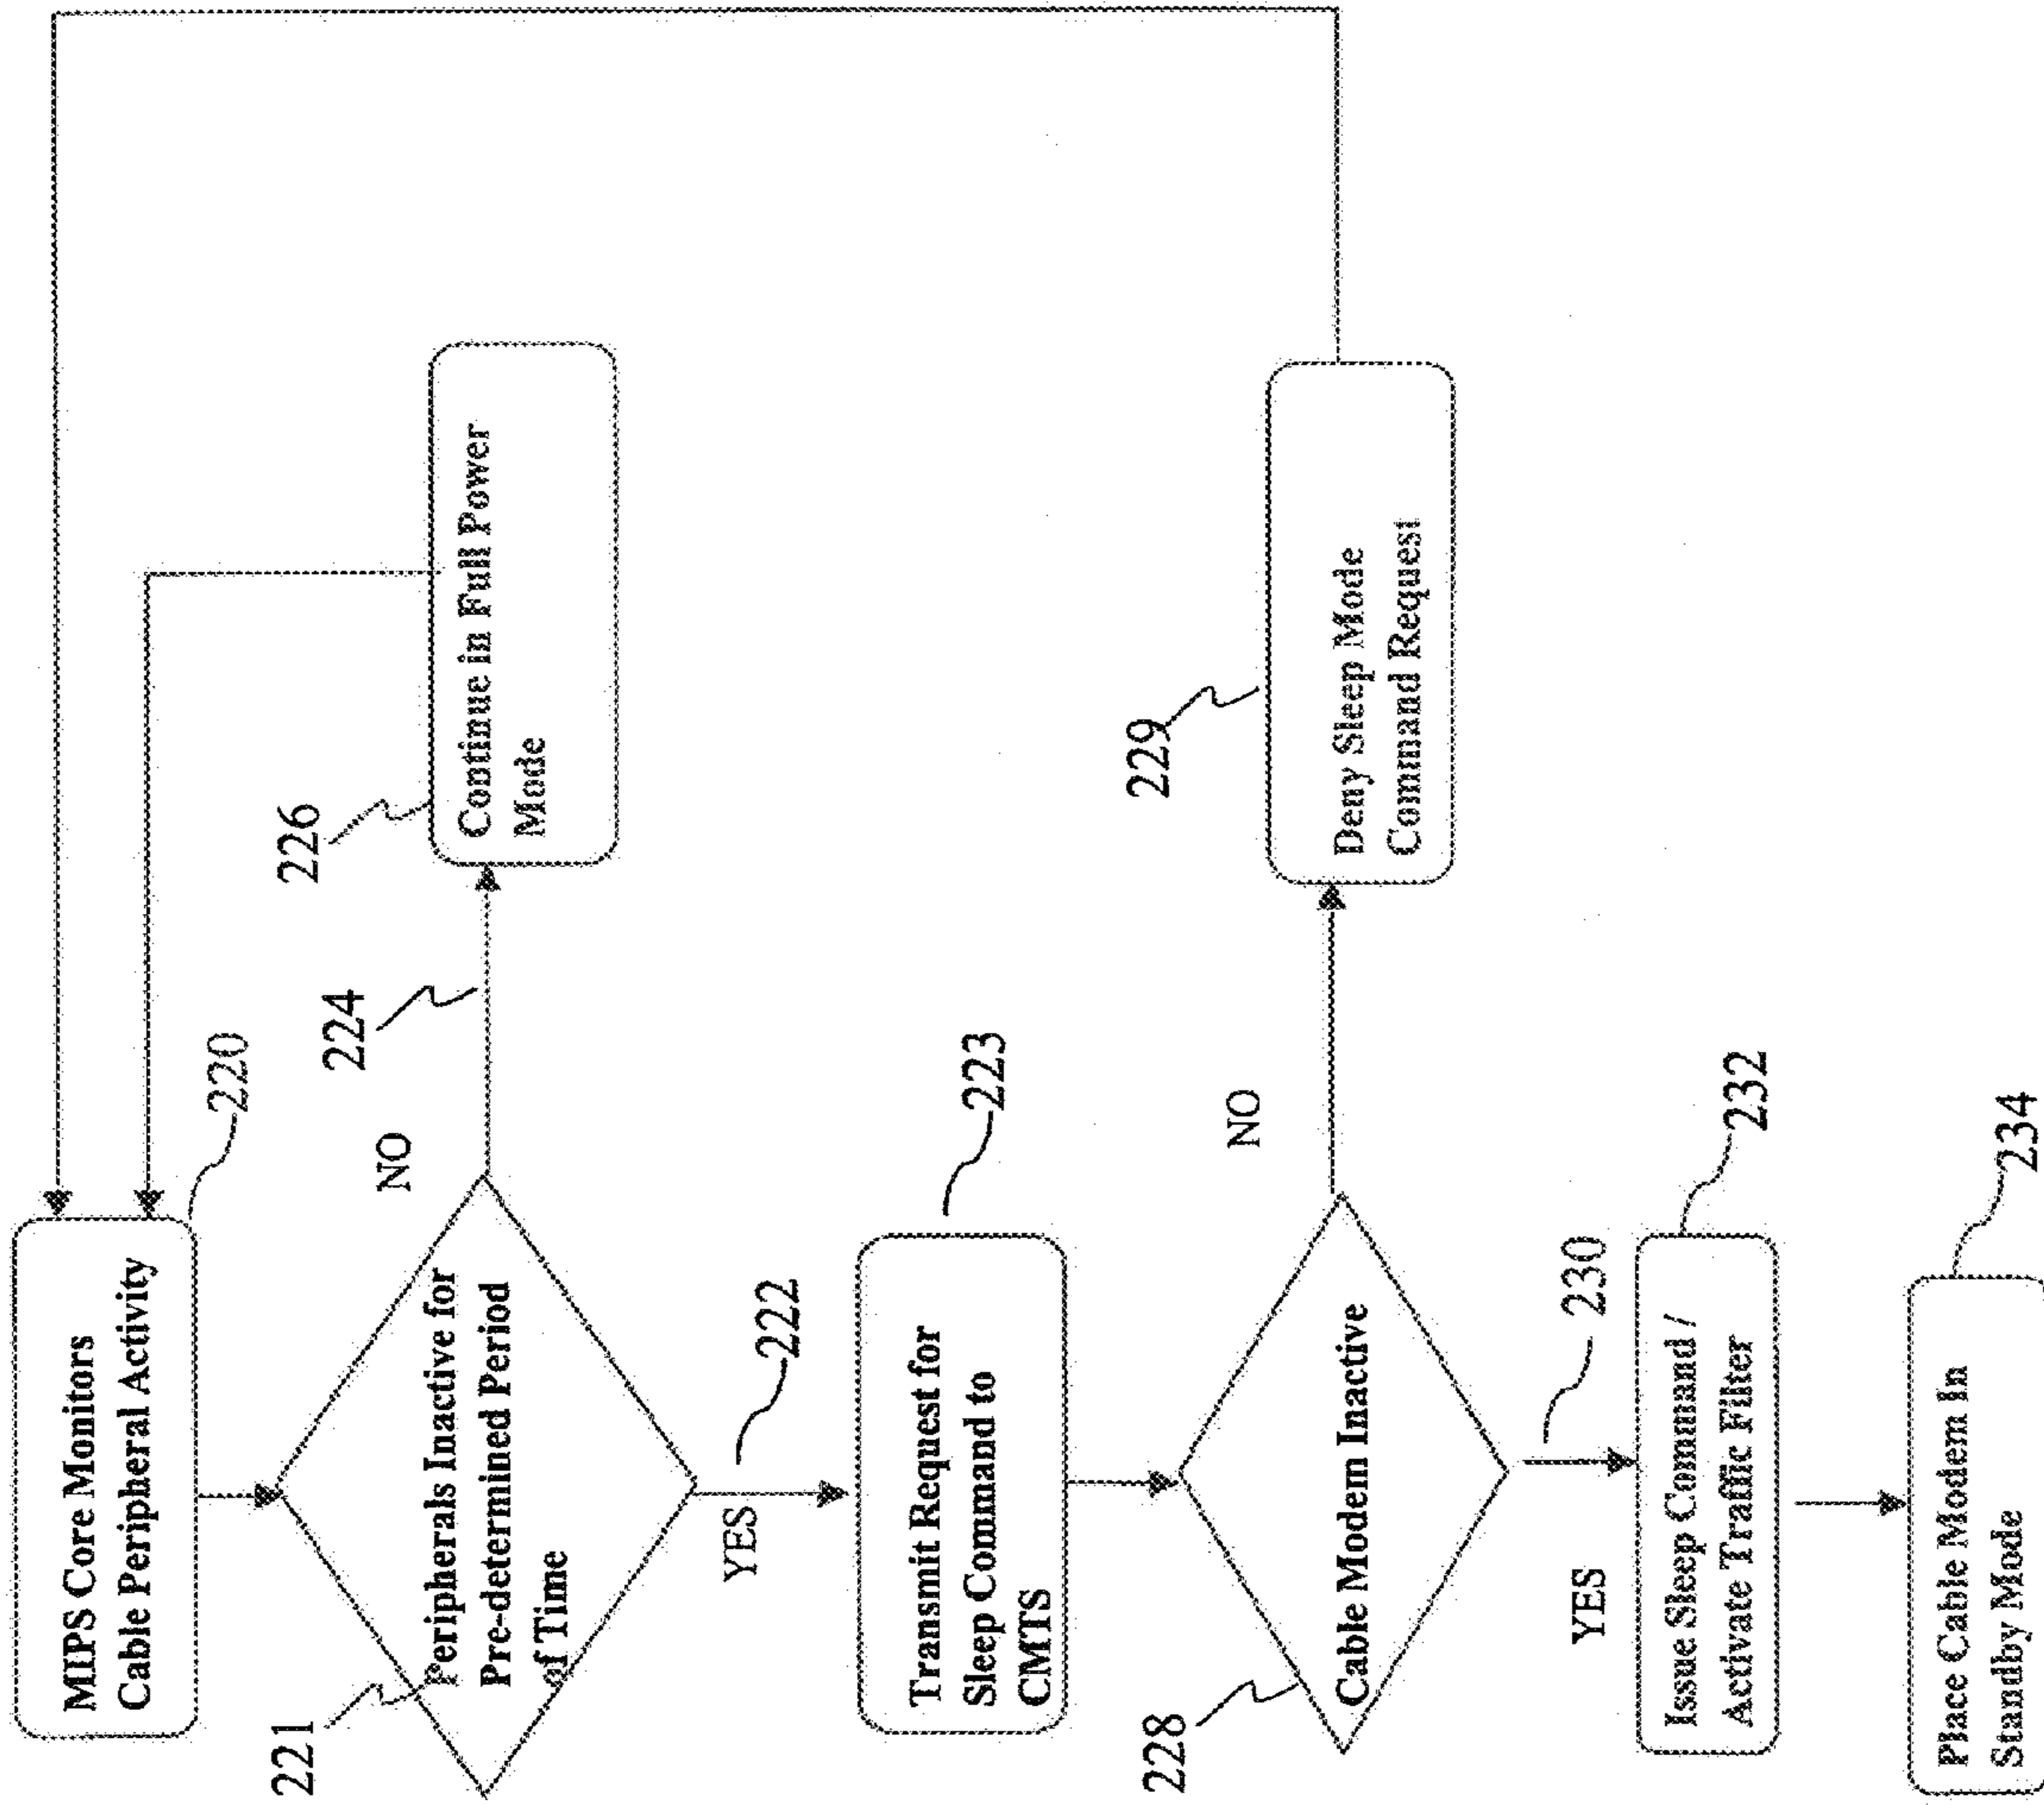 MIPS Core Monitors
Cable Peripheral Activity
220
221
Peripherals Inactive for
Pre-determined Period
of Time
NO
224
226
Continue in Full Power
Mode
YES
222
Transmit Request for
Sleep Command to
CMTS
223
228
Cable Modem Inactive
NO
229
Deny Sleep Mode
Command Request
YES
230
Issue Sleep Command /
Activate Traffic Filter
232
Place Cable Modem In
Standby Mode
234